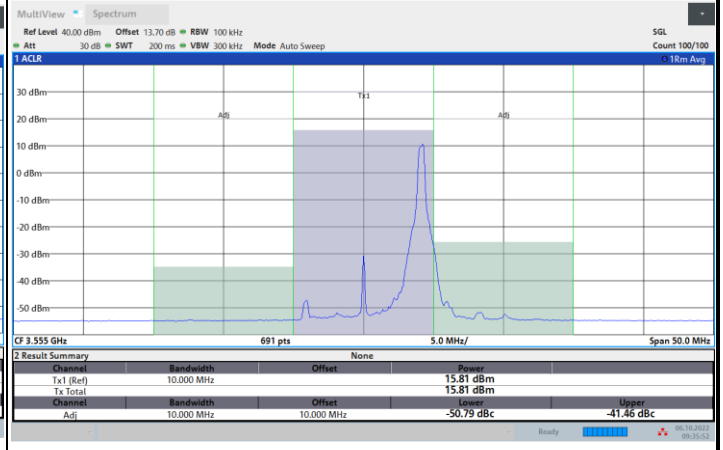 MultiView Spectrum
Ref Level 40.00 dBm Offset 13.70 dB RBW 100 kHz SGL
Att 30 dB SWT 200 ms VBW 300 kHz Mode Auto Sweep Count 100/100
1 ACLR 1Rm Avg
Tx1
30 dBm
Adj Adj
20 dBm
10 dBm
0 dBm
-10 dBm
-20 dBm
-30 dBm
-40 dBm
-50 dBm
CF 3.555 GHz 691 pts 5.0 MHz/ Span 50.0 MHz
2 Result Summary None
Channel Bandwidth Offset Power
Tx1 (Ref) 10.000 MHz 15.81 dBm
Tx Total 15.81 dBm
Channel Bandwidth Offset Lower Upper
Adj 10.000 MHz 10.000 MHz -50.79 dBc -41.46 dBc
Ready 06.10.2022
09:35:52